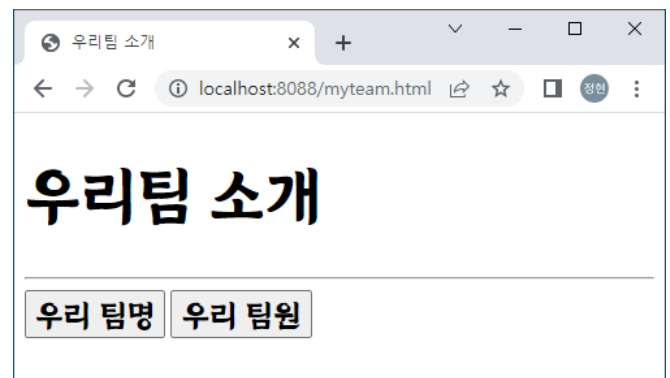 우리팀 소개
localhost:8088/myteam.html
정현
우리팀 소개
우리 팀명 우리 팀원